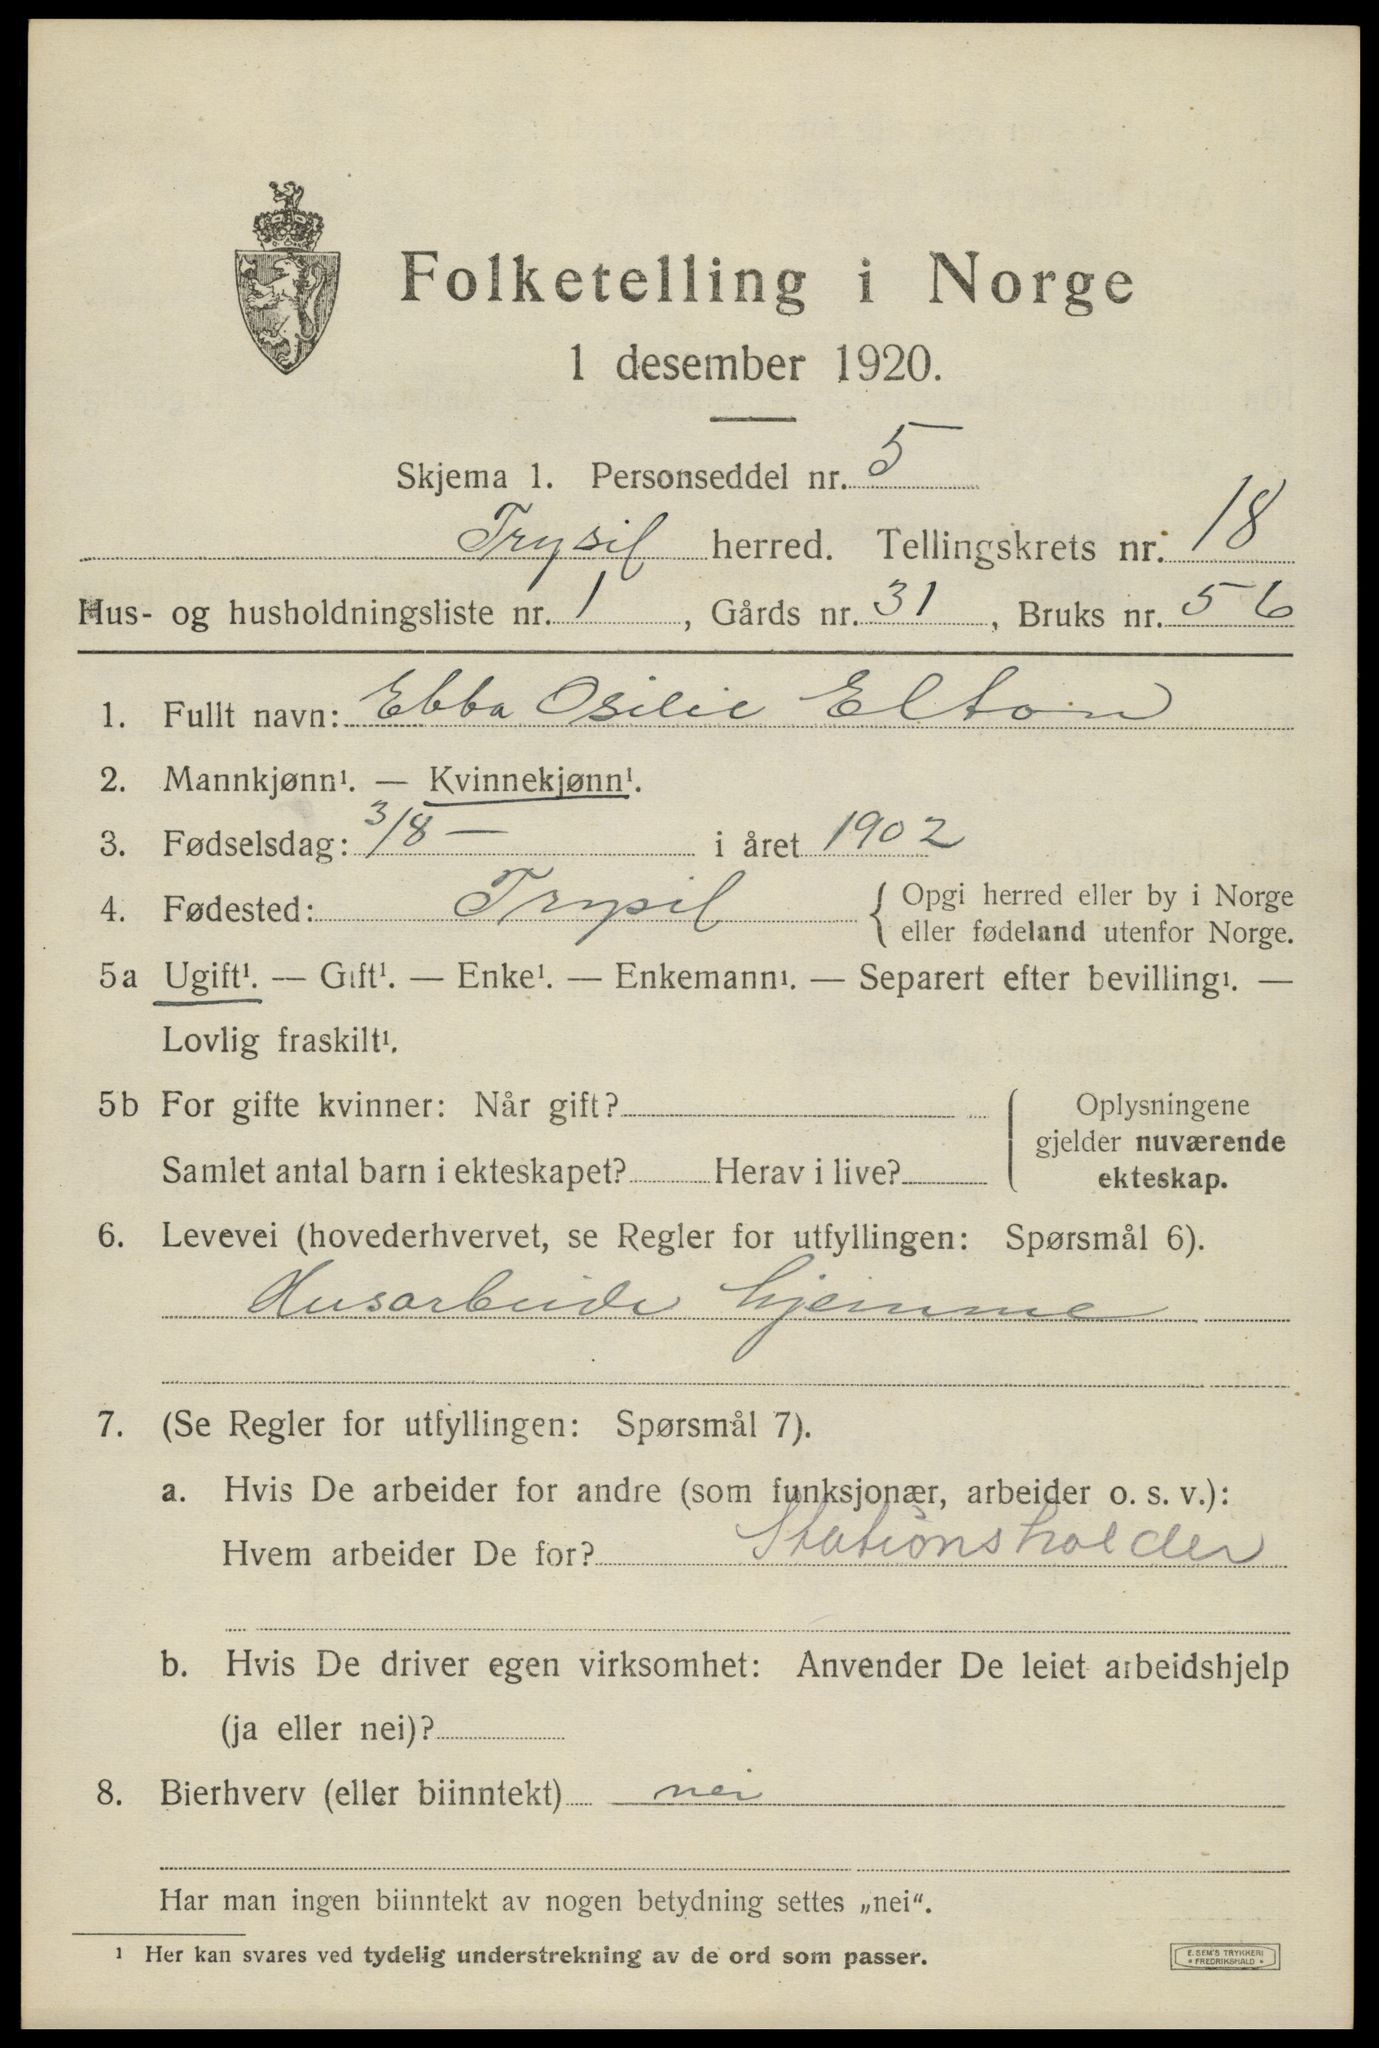 Folketelling i Norge
1 desember 1920.
Skjema 1. Personseddel nr. 5
Trysil herred. Tellingskrets nr. 18
Hus- og husholdningsliste nr. 1, Gårds nr. 31, Bruks nr. 56
1. Fullt navn: Ebba Osilie Elton
2. Mannkjønn¹. — Kvinnekjønn¹.
3. Fødselsdag: 3/8 — i året 1902
4. Fødested: Trysil { Opgi herred eller by i Norge
eller fødeland utenfor Norge.
5a Ugift¹. — Gift¹. — Enke¹. — Enkemann¹. — Separert efter bevilling¹. —
Lovlig fraskilt¹.
5b For gifte kvinner: Når gift?
Samlet antal barn i ekteskapet? Herav i live?
Oplysningene
gjelder nuværende
ekteskap.
6. Levevei (hovederhvervet, se Regler for utfyllingen: Spørsmål 6).
Husarbeide hjemme
7. (Se Regler for utfyllingen: Spørsmål 7).
a. Hvis De arbeider for andre (som funksjonær, arbeider o. s. v.):
Hvem arbeider De for? Stationsholder
b. Hvis De driver egen virksomhet: Anvender De leiet arbeidshjelp
(ja eller nei)?
8. Bierhverv (eller biinntekt) nei
Har man ingen biinntekt av nogen betydning settes „nei“.
¹ Her kan svares ved tydelig understrekning av de ord som passer.
E. SEM'S TRYKKERI
* FREDRIKSHALD *